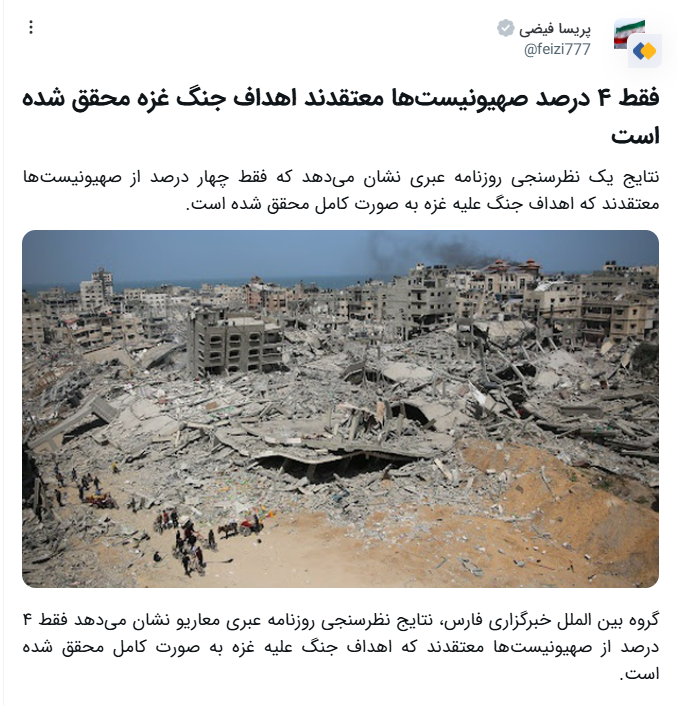 پریسا فیضی
@feizi777
فقط ۴ درصد صهیونیست‌ها معتقدند اهداف جنگ غزه محقق شده
است
نتایج یک نظرسنجی روزنامه عبری نشان می‌دهد که فقط چهار درصد از صهیونیست‌ها
معتقدند که اهداف جنگ علیه غزه به صورت کامل محقق شده است.
گروه بین الملل خبرگزاری فارس، نتایج نظرسنجی روزنامه عبری معاریو نشان می‌دهد فقط ۴
درصد از صهیونیست‌ها معتقدند که اهداف جنگ علیه غزه به صورت کامل محقق شده
است.